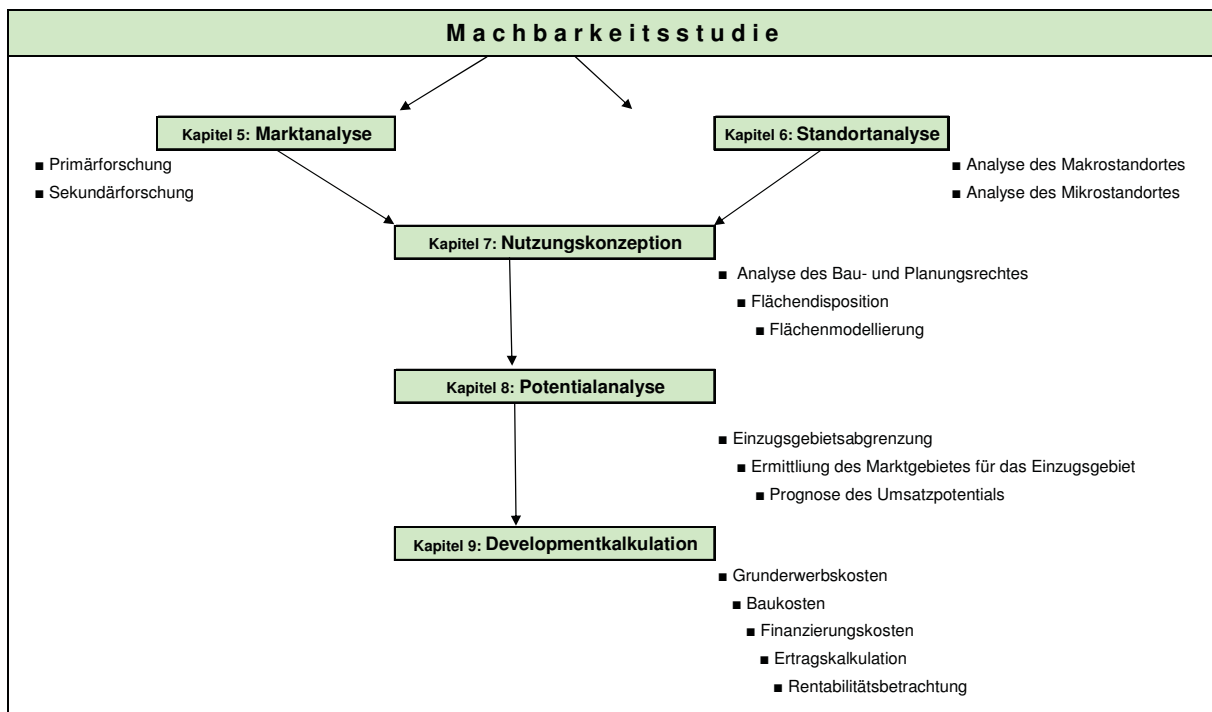 Machbarkeitsstudie
Kapitel 5: Marktanalyse
■ Primärforschung
■ Sekundärforschung
Kapitel 6: Standortanalyse
■ Analyse des Makrostandortes
■ Analyse des Mikrostandortes
Kapitel 7: Nutzungskonzeption
■ Analyse des Bau- und Planungsrechtes
■ Flächendisposition
■ Flächenmodellierung
Kapitel 8: Potentialanalyse
■ Einzugsgebietsabgrenzung
■ Ermittliung des Marktgebietes für das Einzugsgebiet
■ Prognose des Umsatzpotentials
Kapitel 9: Developmentkalkulation
■ Grunderwerbskosten
■ Baukosten
■ Finanzierungskosten
■ Ertragskalkulation
■ Rentabilitätsbetrachtung